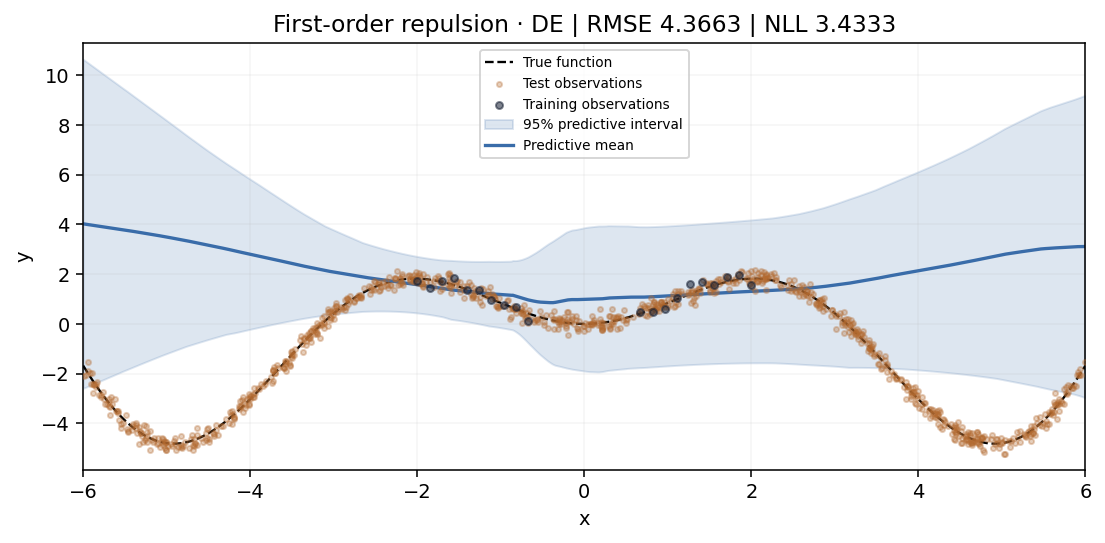 First-order repulsion · DE | RMSE 4.3663 | NLL 3.4333
True function
Test observations
Training observations
95% predictive interval
Predictive mean
10
8
6
4
2
0
−2
−4
y
−6
−4
−2
0
2
4
6
x